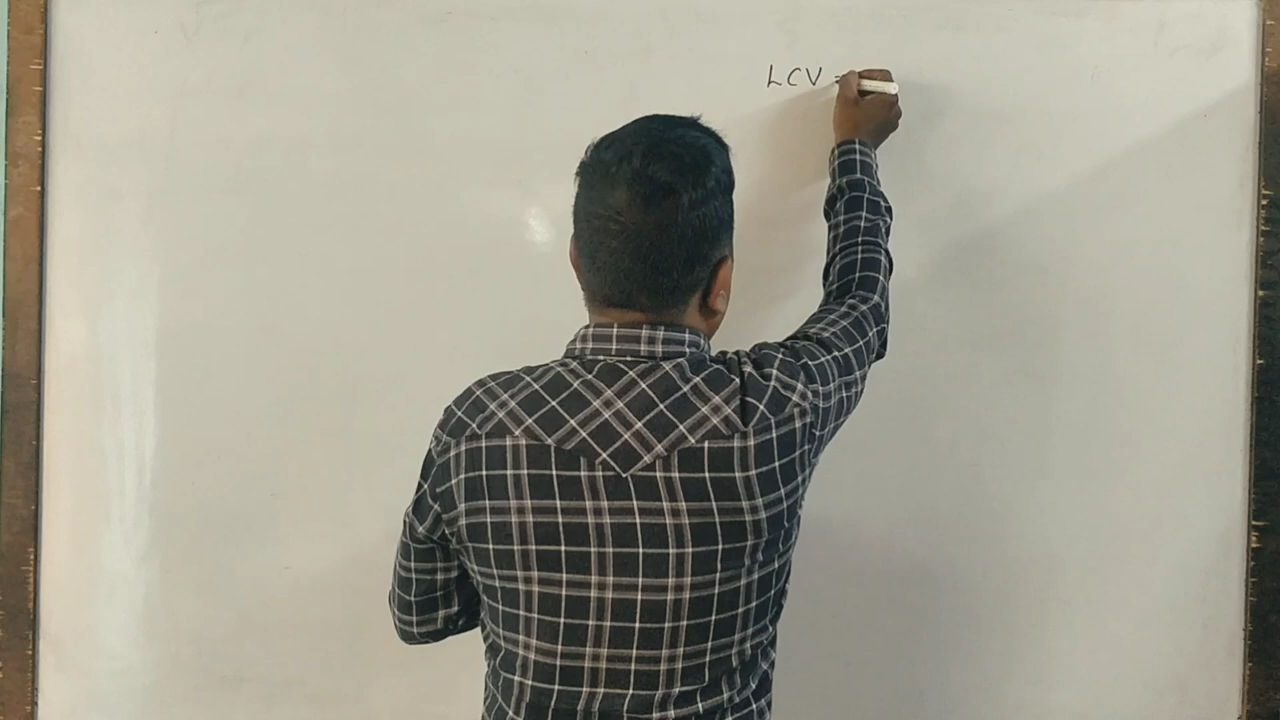 LCV =